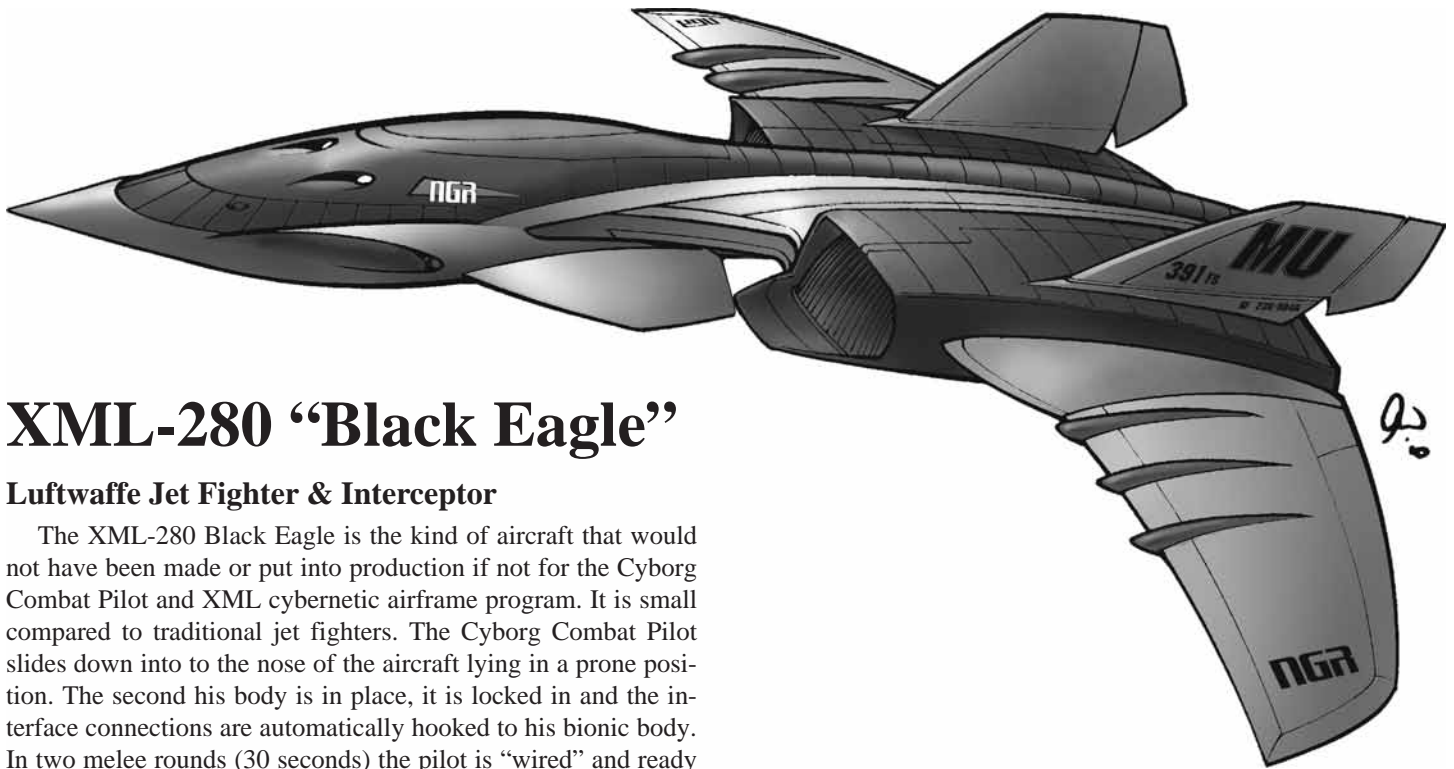 NGR
NGR
391TS
MU
NGR
XML-280 “Black Eagle”
Luftwaffe Jet Fighter & Interceptor
The XML-280 Black Eagle is the kind of aircraft that would
not have been made or put into production if not for the Cyborg
Combat Pilot and XML cybernetic airframe program. It is small
compared to traditional jet fighters. The Cyborg Combat Pilot
slides down into to the nose of the aircraft lying in a prone posi-
tion. The second his body is in place, it is locked in and the in-
terface connections are automatically hooked to his bionic body.
In two melee rounds (30 seconds) the pilot is “wired” and ready